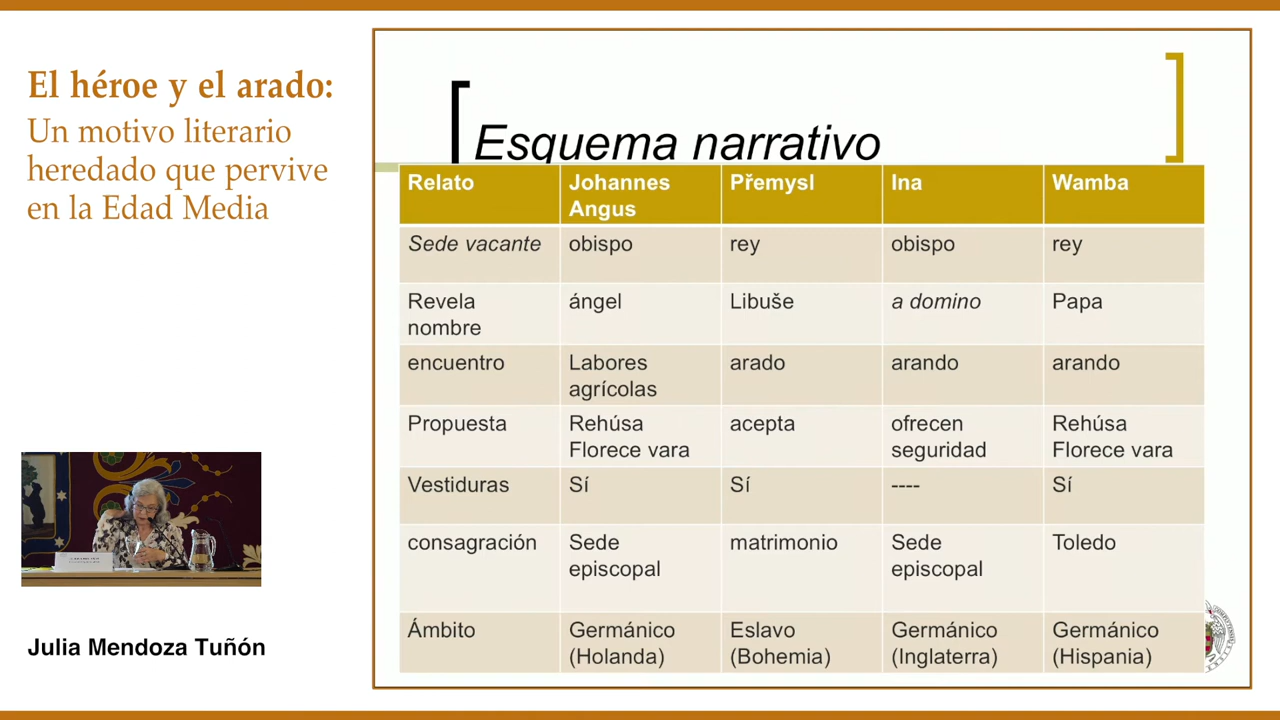 El héroe y el arado:
Un motivo literario
heredado que pervive
en la Edad Media
Julia Mendoza Tuñón
Esquema narrativo
Relato Johannes Angus Přemysl Ina Wamba
Sede vacante obispo rey obispo rey
Revela nombre ángel Libuše a domino Papa
encuentro Labores agrícolas arado arando arando
Propuesta Rehúsa Florece vara acepta ofrecen seguridad Rehúsa Florece vara
Vestiduras Sí Sí ---- Sí
consagración Sede episcopal matrimonio Sede episcopal Toledo
Ámbito Germánico (Holanda) Eslavo (Bohemia) Germánico (Inglaterra) Germánico (Hispania)